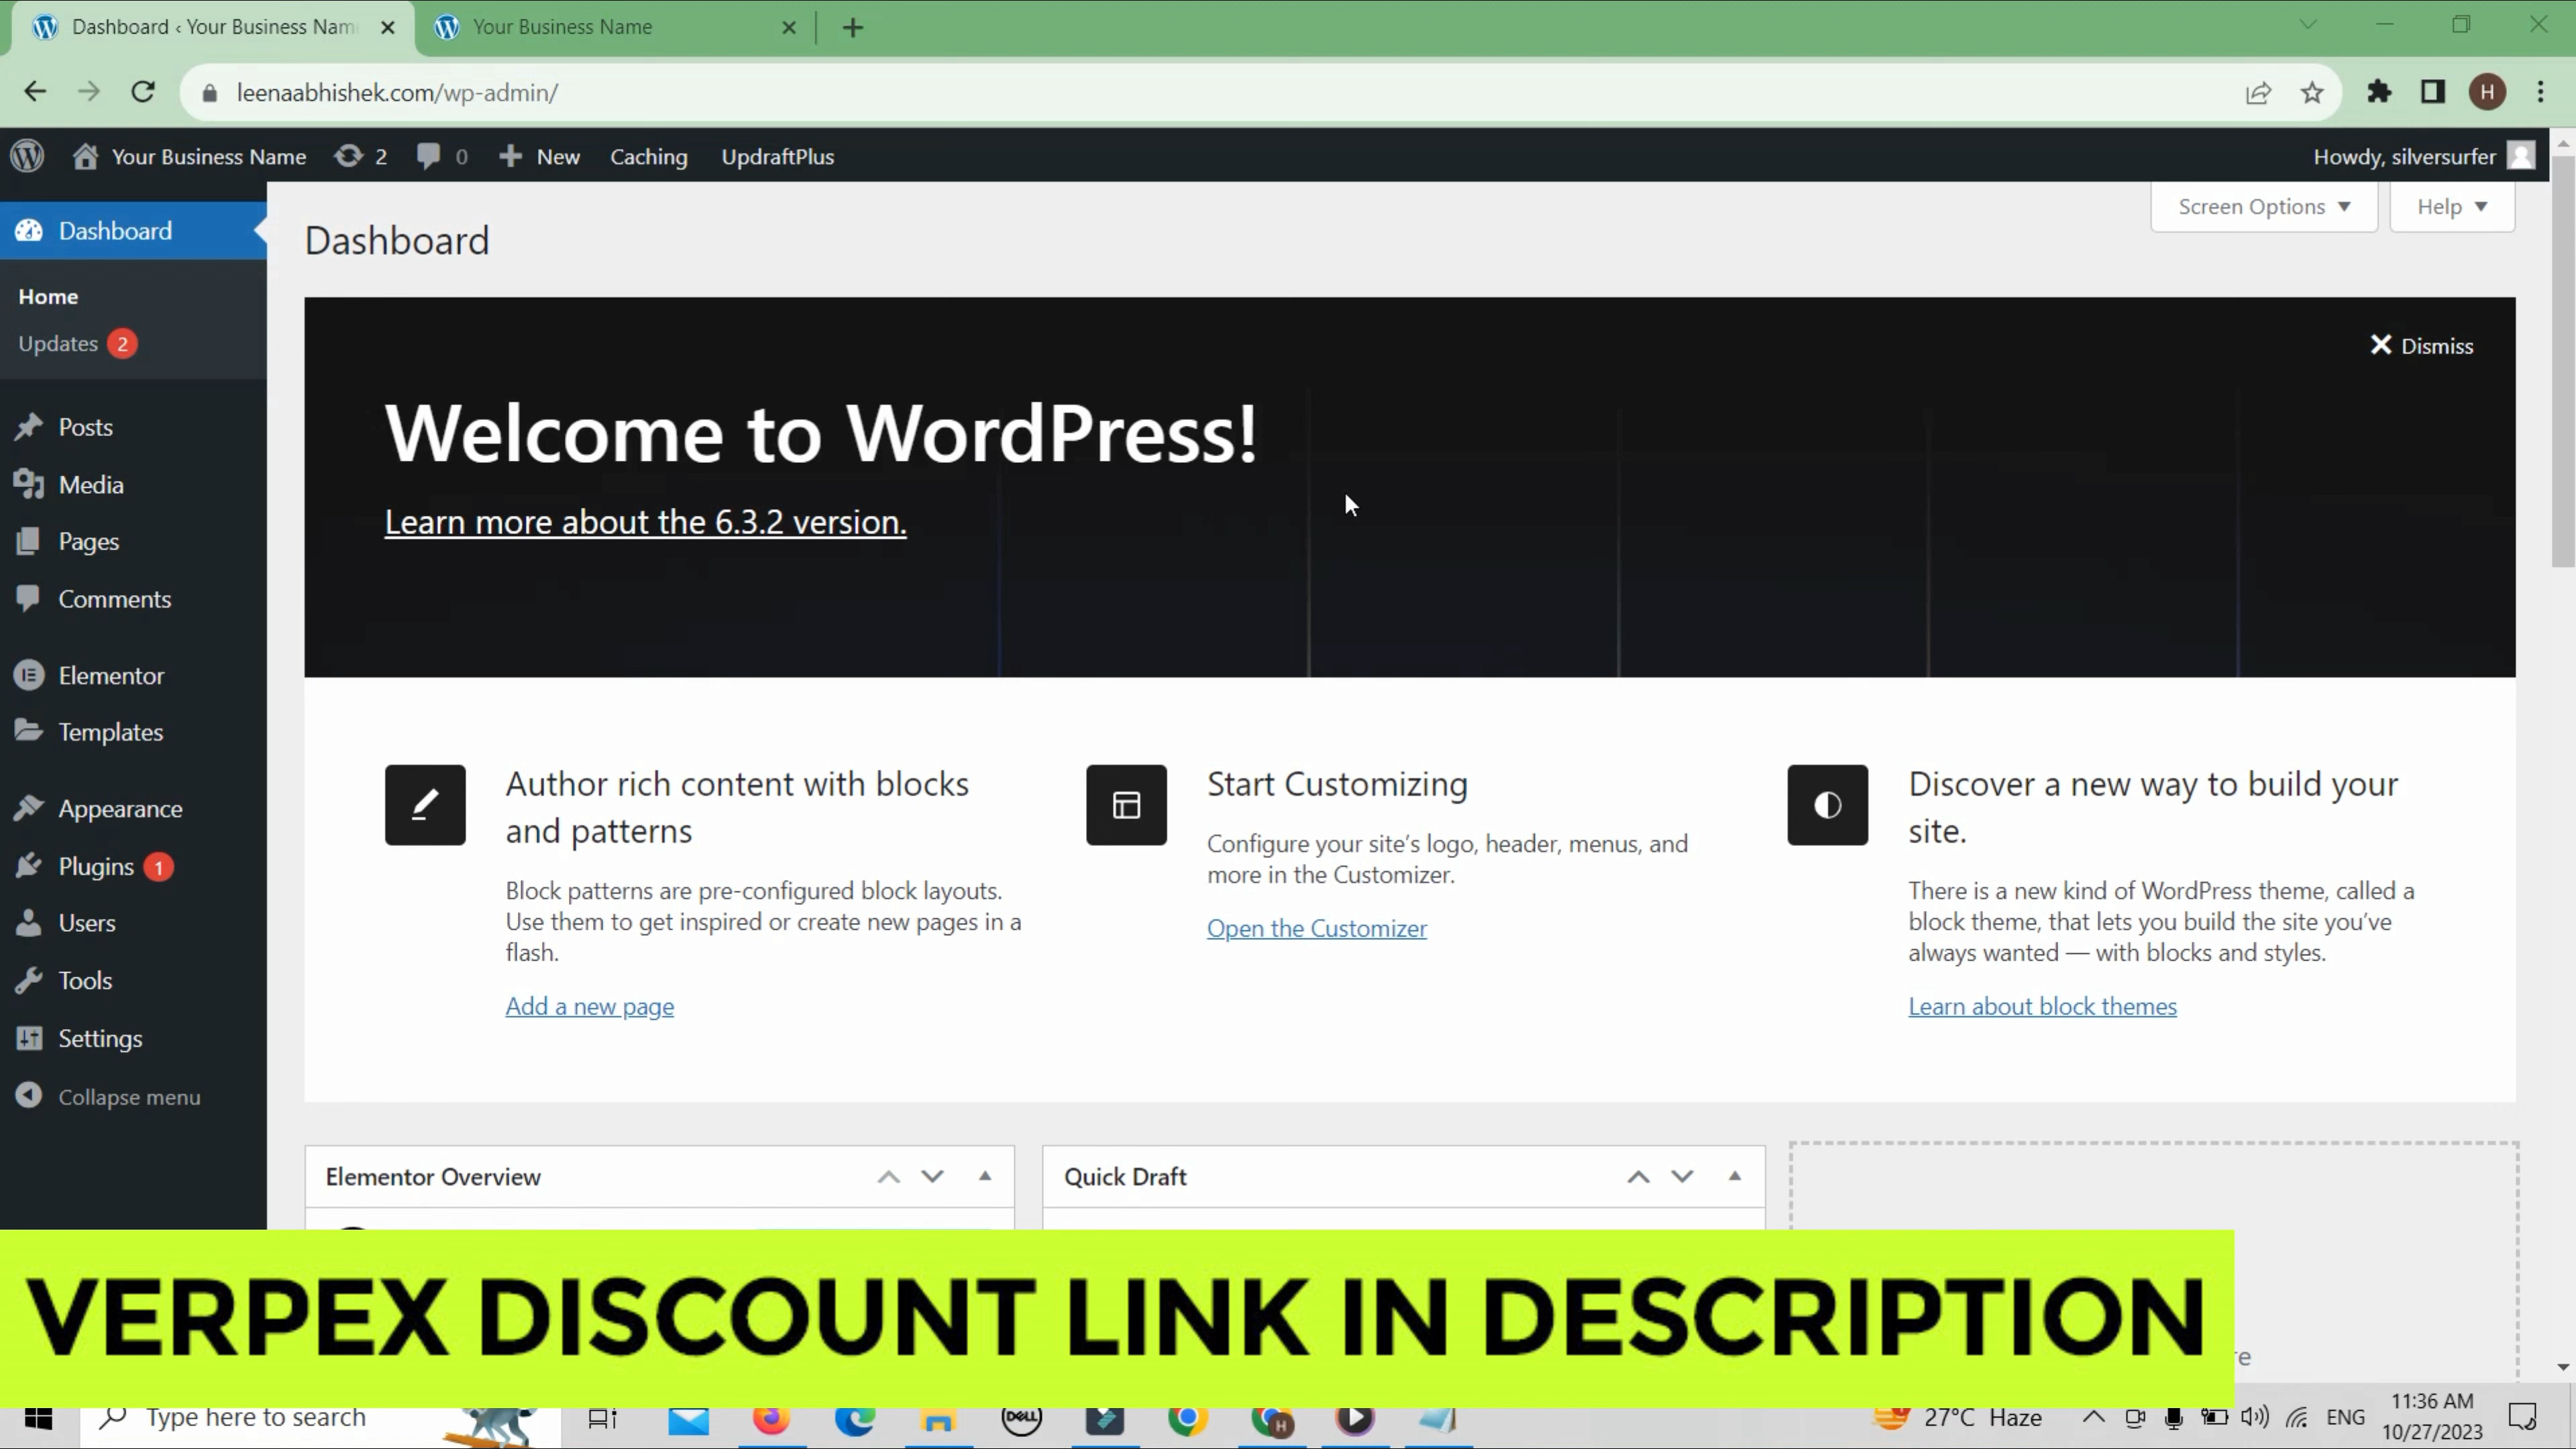 Dashboard ‹ Your Business Nam
Your Business Name
leenaabhishek.com/wp-admin/
H
Your Business Name 2 0 New Caching UpdraftPlus
Howdy, silversurfer
Screen Options
Help
Dashboard
Home
Updates 2
Posts
Media
Pages
Comments
Elementor
Templates
Appearance
Plugins 1
Users
Tools
Settings
Collapse menu
Dashboard
Dismiss
Welcome to WordPress!
Learn more about the 6.3.2 version.
Author rich content with blocks
and patterns
Block patterns are pre-configured block layouts.
Use them to get inspired or create new pages in a
flash.
Add a new page
Start Customizing
Configure your site’s logo, header, menus, and
more in the Customizer.
Open the Customizer
Discover a new way to build your
site.
There is a new kind of WordPress theme, called a
block theme, that lets you build the site you’ve
always wanted — with blocks and styles.
Learn about block themes
Elementor Overview
Quick Draft
re
VERPEX DISCOUNT LINK IN DESCRIPTION
Type here to search
DELL
H
27°C Haze
ENG
11:36 AM
10/27/2023